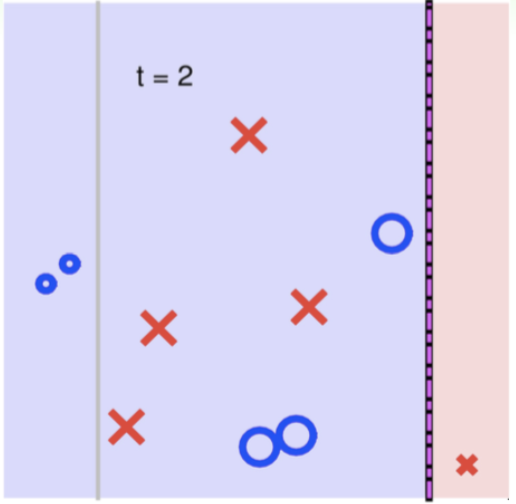 t = 2